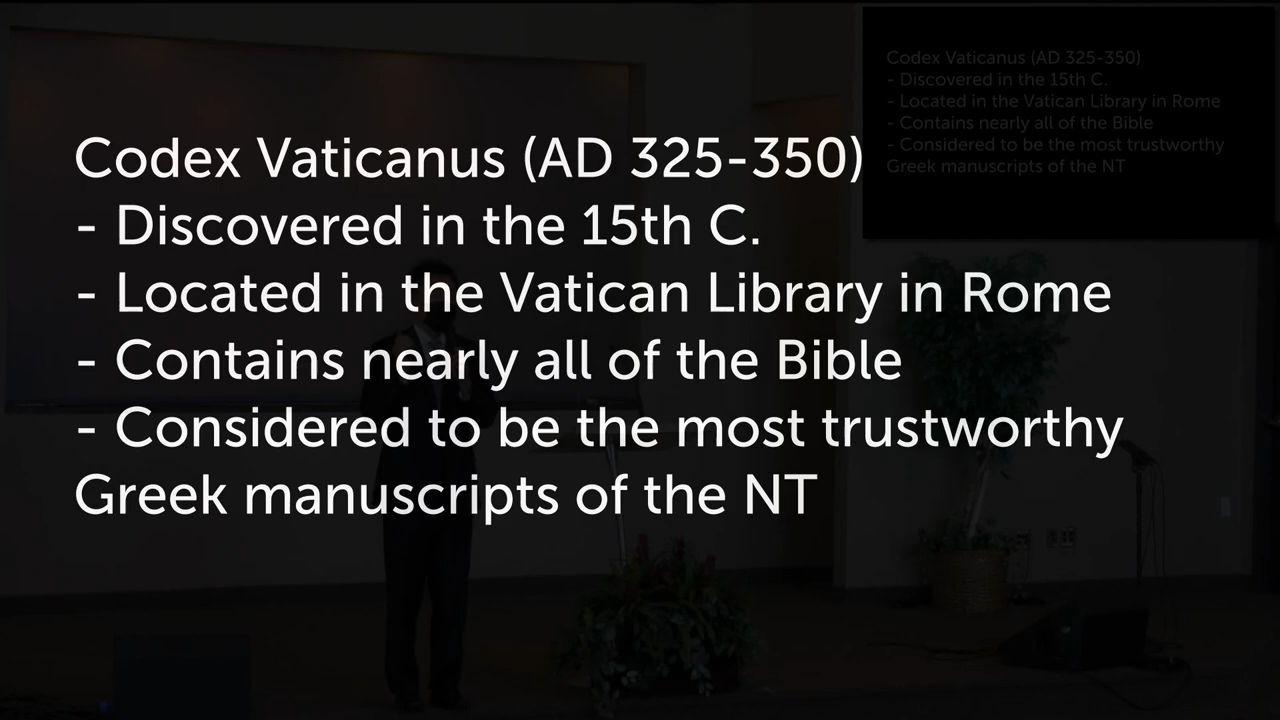 Codex Vaticanus (AD 325-350)
- Discovered in the 15th C.
- Located in the Vatican Library in Rome
- Contains nearly all of the Bible
- Considered to be the most trustworthy
Greek manuscripts of the NT
Codex Vaticanus (AD 325-350)
- Discovered in the 15th C.
- Located in the Vatican Library in Rome
- Contains nearly all of the Bible
- Considered to be the most trustworthy
Greek manuscripts of the NT